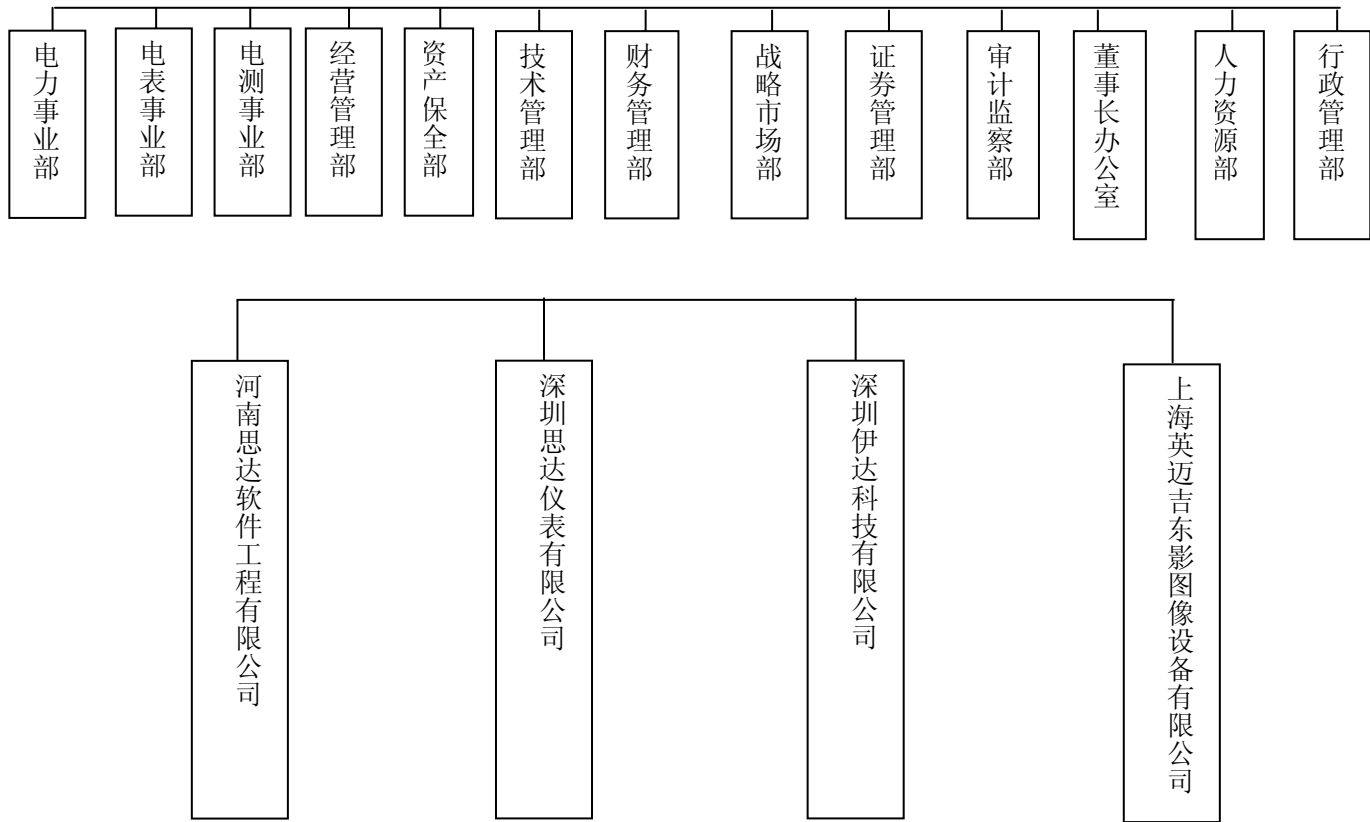 电力事业部
电表事业部
电测事业部
经营管理部
资产保全部
技术管理部
财务管理部
战略市场部
证券管理部
审计监察部
董事长办公室
人力资源部
行政管理部
河南思达软件工程有限公司
深圳思达仪表有限公司
深圳伊达科技有限公司
上海英迈吉东影图像设备有限公司